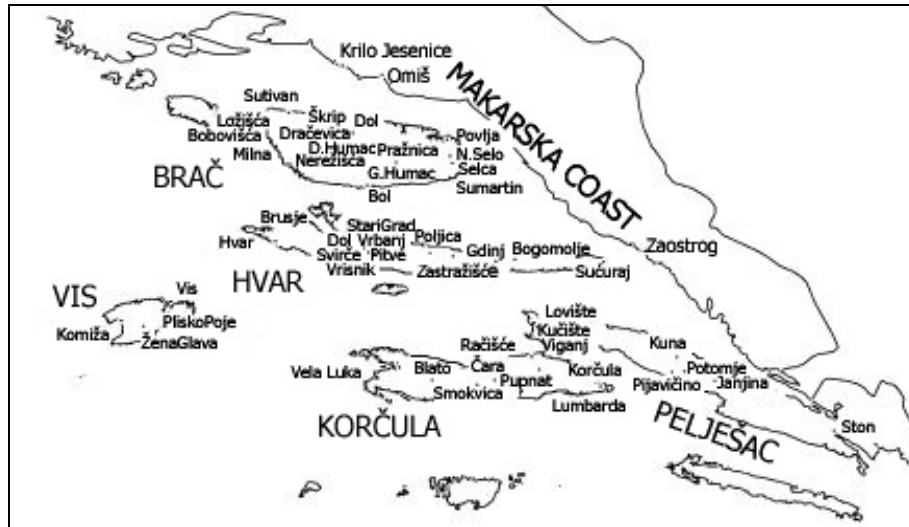 Krilo Jesenice
Omiš
MAKARSKA COAST
Zaostrog
Sutivan
Ložišća
Škrip
Dol
Bobovišća
Dračevica
Povlja
Milna
D.Humac
Pražnica
N.Selo
Nerežišća
Selca
G.Humac
Sumartin
Bol
BRAČ
Brusje
StariGrad
Hvar
Dol
Vrbanj
Poljica
Svirče
Pitve
Gdinj
Bogomolje
Vrisnik
Zastražišće
Sućuraj
HVAR
VIS
Vis
PliskoPoje
Komiža
ŽenaGlava
Lovište
Kučište
Viganj
Kuna
Račišće
Potomje
Vela Luka
Blato
Čara
Korčula
Pijavičino
Janjina
Smokvica
Pupnat
Lumbarda
Ston
KORČULA
PELJEŠAC